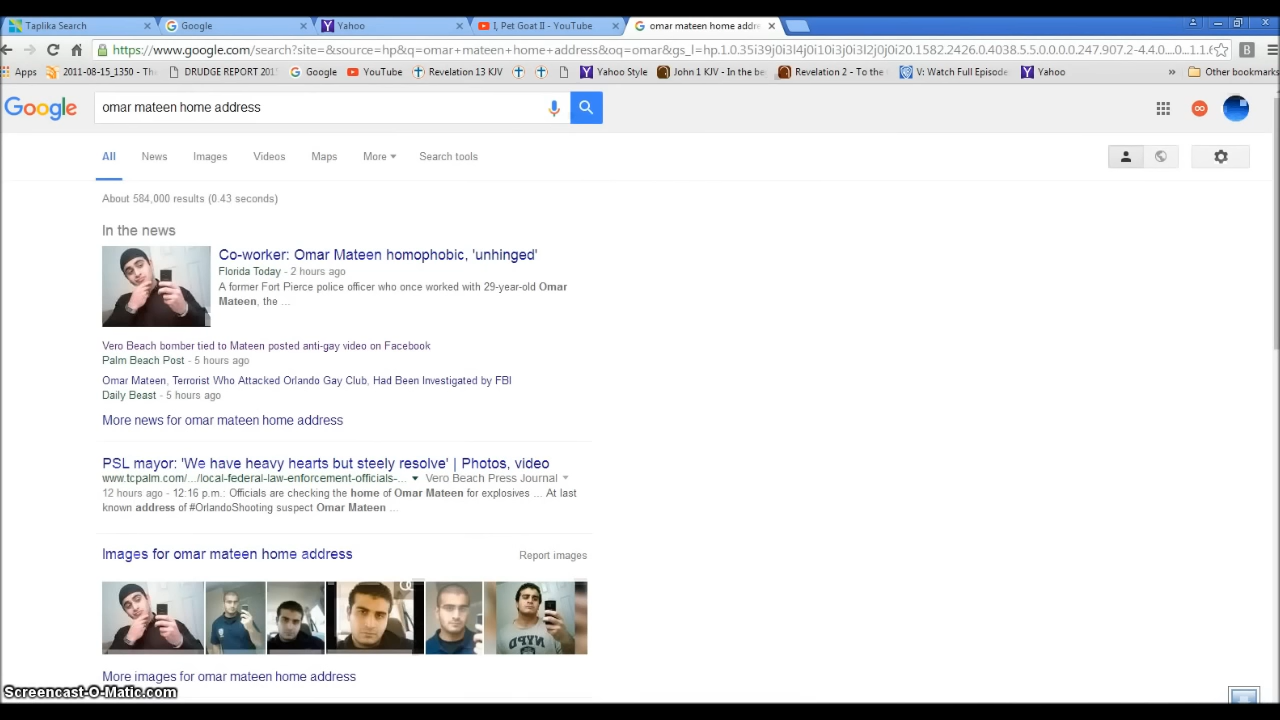 Taplika Search
Google
Yahoo
I, Pet Goat II - YouTube
omar mateen home addre
https://www.google.com/search?site=&source=hp&q=omar+mateen+home+address&oq=omar&gs_l=hp.1.0.35i39j0i3l4j0i10j3j0i3l2j0j0i20.1582.2426.0.4038.5.5.0.0.0.0.247.907.2-4.4.0....0...1.1.
Apps
2011-08-15_1350 - The
DRUDGE REPORT 201
Google
YouTube
Revelation 13 KJV
Yahoo Style
John 1 KJV - In the be
Revelation 2 - To the
V: Watch Full Episode
Yahoo
»
Other bookmarks
Google
omar mateen home address
All
News
Images
Videos
Maps
More
Search tools
About 584,000 results (0.43 seconds)
In the news
Co-worker: Omar Mateen homophobic, 'unhinged'
Florida Today - 2 hours ago
A former Fort Pierce police officer who once worked with 29-year-old Omar
Mateen, the ...
Vero Beach bomber tied to Mateen posted anti-gay video on Facebook
Palm Beach Post - 5 hours ago
Omar Mateen, Terrorist Who Attacked Orlando Gay Club, Had Been Investigated by FBI
Daily Beast - 5 hours ago
More news for omar mateen home address
PSL mayor: 'We have heavy hearts but steely resolve' | Photos, video
www.tcpalm.com/.../local-federal-law-enforcement-officials-... Vero Beach Press Journal
12 hours ago - 12:16 p.m.: Officials are checking the home of Omar Mateen for explosives ... At last
known address of #OrlandoShooting suspect Omar Mateen ...
Images for omar mateen home address
Report images
NYPD
More images for omar mateen home address
Screencast-O-Matic.com